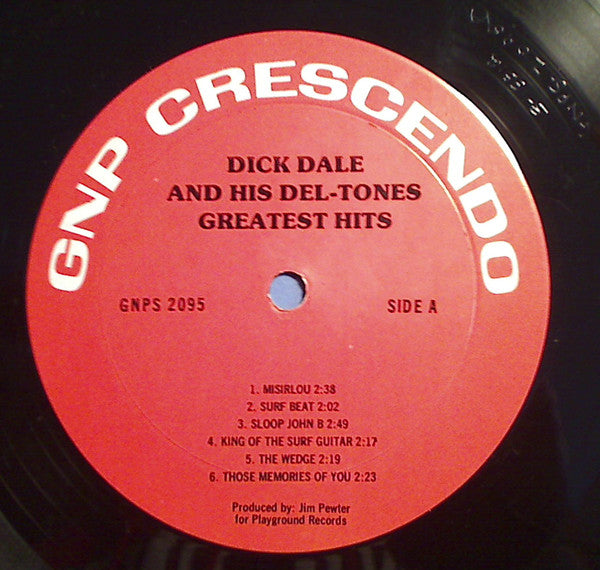 GNP CRESCENDO
DICK DALE
AND HIS DEL-TONES
GREATEST HITS
GNPS 2095
SIDE A
1. MISIRLOU 2:38
2. SURF BEAT 2:02
3. SLOOP JOHN B 2:49
4. KING OF THE SURF GUITAR 2:17
5. THE WEDGE 2:19
6. THOSE MEMORIES OF YOU 2:23
Produced by: Jim Pewter
for Playground Records